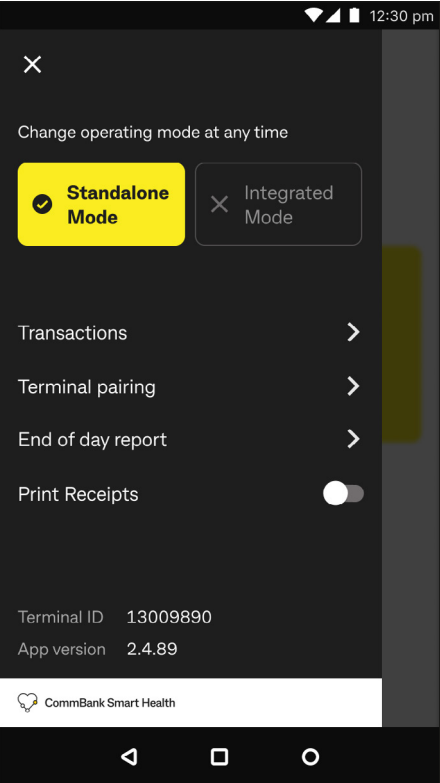 12:30 pm
Change operating mode at any time
Standalone
Mode
Integrated
Mode
Transactions
Terminal pairing
End of day report
Print Receipts
Terminal ID 13009890
App version 2.4.89
CommBank Smart Health